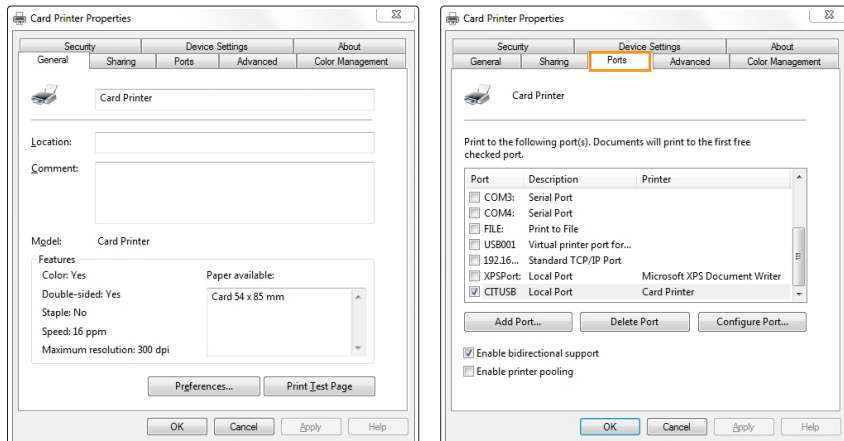 Card Printer Properties
Security Device Settings About
General Sharing Ports Advanced Color Management
Card Printer
Location:
Comment:
Model: Card Printer
Features
Color: Yes Paper available:
Double-sided: Yes Card 54 x 85 mm
Staple: No
Speed: 16 ppm
Maximum resolution: 300 dpi
Preferences... Print Test Page
OK Cancel Apply Help
Card Printer Properties
Security Device Settings About
General Sharing Ports Advanced Color Management
Card Printer
Print to the following port(s). Documents will print to the first free
checked port.
Port Description Printer
COM3: Serial Port
COM4: Serial Port
FILE: Print to File
USB001 Virtual printer port for...
192.16... Standard TCP/IP Port
XPSPort: Local Port Microsoft XPS Document Writer
CITUSB Local Port Card Printer
Add Port... Delete Port Configure Port...
Enable bidirectional support
Enable printer pooling
OK Cancel Apply Help